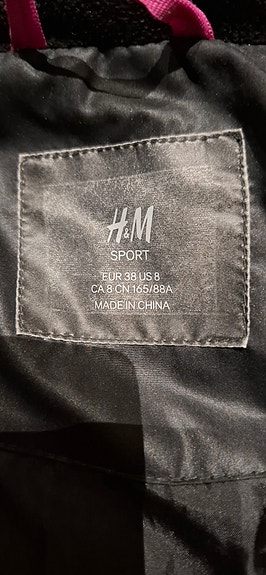 H&M
SPORT
EUR 38 US 8
CA 8 CN 165/88A
MADE IN CHINA